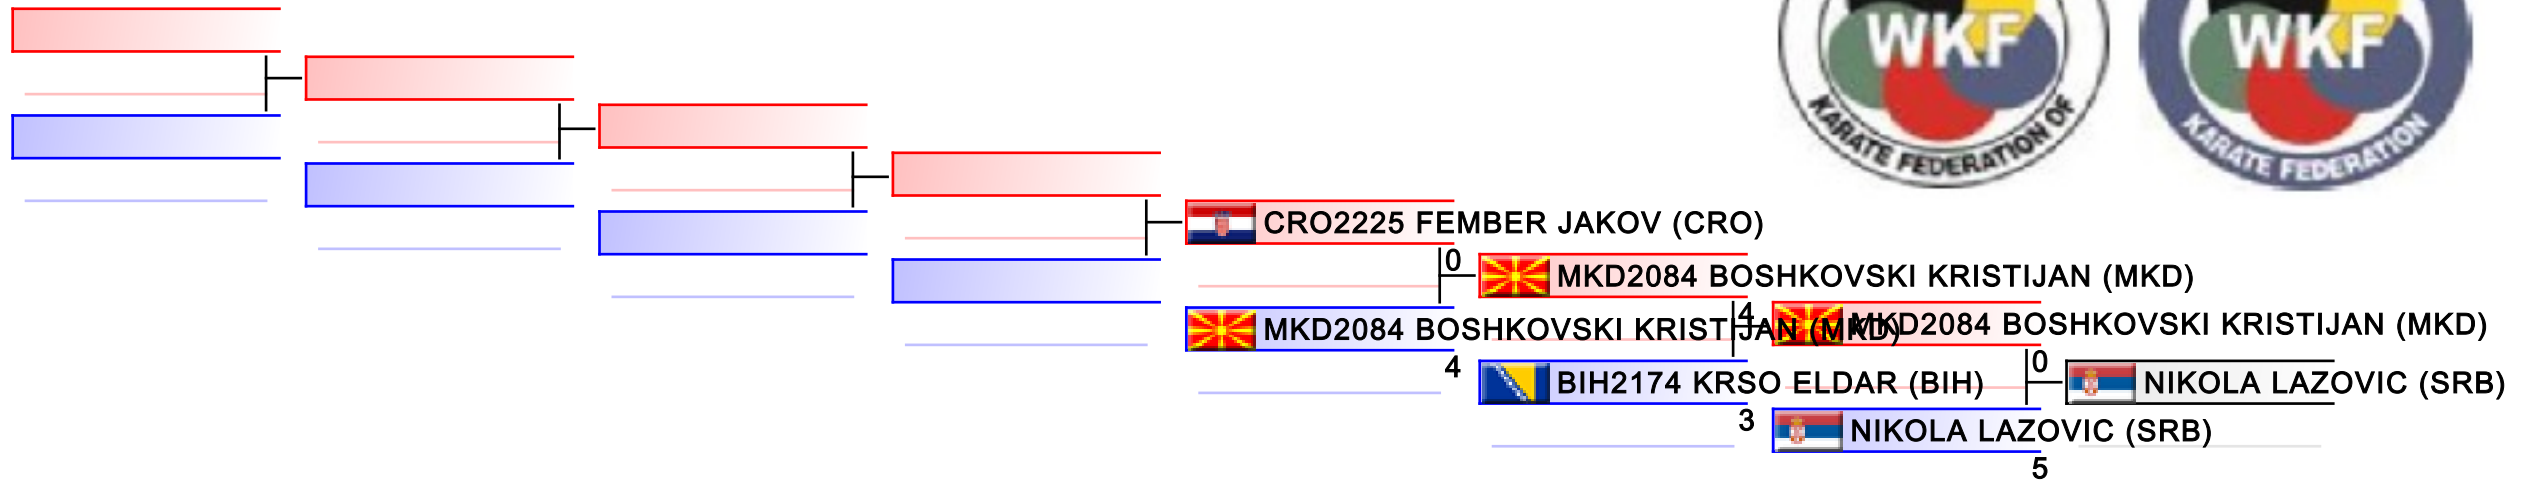 WKF
KARATE FEDERATION OF
WKF
KARATE FEDERATION
CRO2225 FEMBER JAKOV (CRO)
0
MKD2084 BOSHKOVSKI KRISTIJAN (MKD)
MKD2084 BOSHKOVSKI KRISTIJAN (MKD)
4
4
MKD2084 BOSHKOVSKI KRISTIJAN (MKD)
BIH2174 KRSO ELDAR (BIH)
3
0
NIKOLA LAZOVIC (SRB)
NIKOLA LAZOVIC (SRB)
5